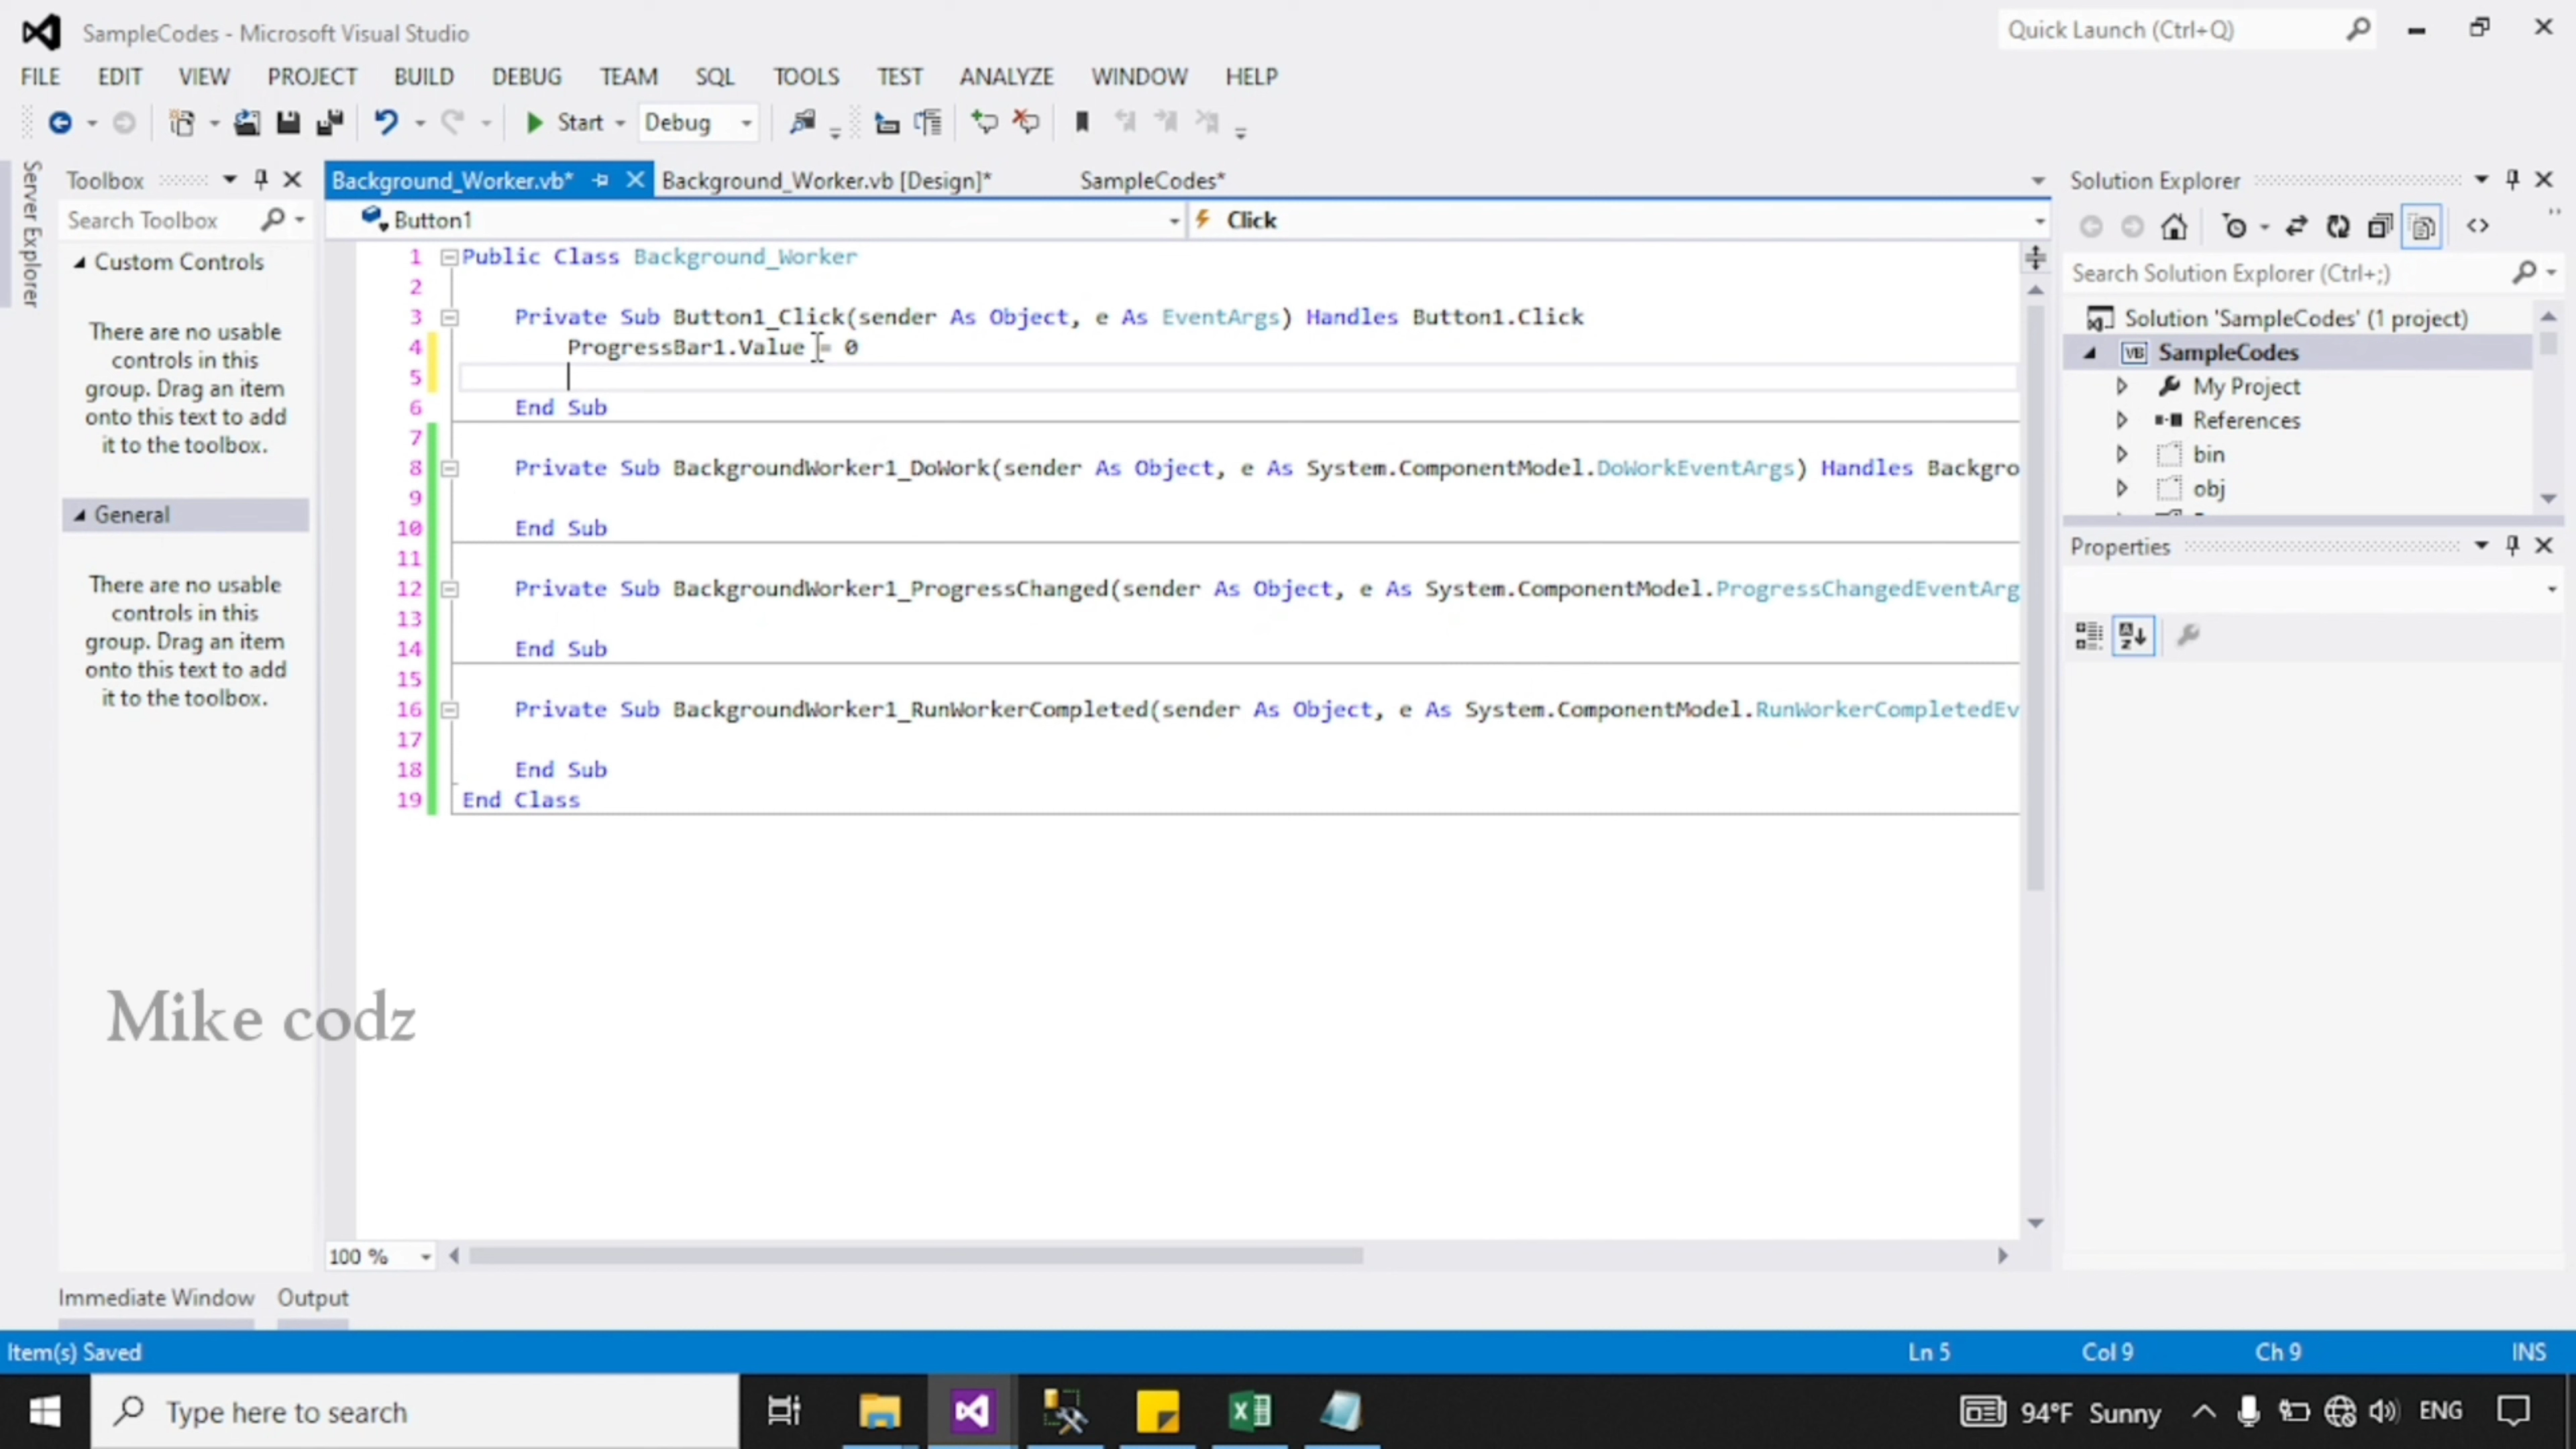 SampleCodes - Microsoft Visual Studio
Quick Launch (Ctrl+Q)
FILE EDIT VIEW PROJECT BUILD DEBUG TEAM SQL TOOLS TEST ANALYZE WINDOW HELP
Start Debug
Server Explorer
Toolbox
Search Toolbox
Custom Controls
There are no usable
controls in this
group. Drag an item
onto this text to add
it to the toolbox.
General
There are no usable
controls in this
group. Drag an item
onto this text to add
it to the toolbox.
Background_Worker.vb* Background_Worker.vb [Design]* SampleCodes*
Button1 Click
1 Public Class Background_Worker
2
3 Private Sub Button1_Click(sender As Object, e As EventArgs) Handles Button1.Click
4 ProgressBar1.Value = 0
5
6 End Sub
7
8 Private Sub BackgroundWorker1_DoWork(sender As Object, e As System.ComponentModel.DoWorkEventArgs) Handles Backgro
9
10 End Sub
11
12 Private Sub BackgroundWorker1_ProgressChanged(sender As Object, e As System.ComponentModel.ProgressChangedEventArg
13
14 End Sub
15
16 Private Sub BackgroundWorker1_RunWorkerCompleted(sender As Object, e As System.ComponentModel.RunWorkerCompletedEv
17
18 End Sub
19 End Class
100 %
Solution Explorer
Search Solution Explorer (Ctrl+;)
Solution 'SampleCodes' (1 project)
VB SampleCodes
My Project
References
bin
obj
Properties
Mike codz
Immediate Window Output
Item(s) Saved Ln 5 Col 9 Ch 9 INS
Type here to search
94°F Sunny ENG